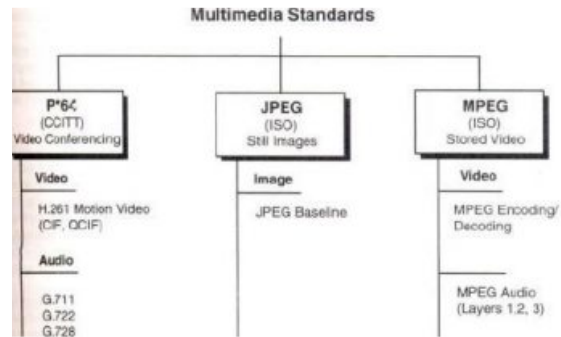 Multimedia Standards
P*64
(CCITT)
Video Conferencing
Video
H.261 Motion Video
(CIF, QCIF)
Audio
G.711
G.722
G.728
JPEG
(ISO)
Still Images
Image
JPEG Baseline
MPEG
(ISO)
Stored Video
Video
MPEG Encoding/
Decoding
MPEG Audio
(Layers 1,2, 3)